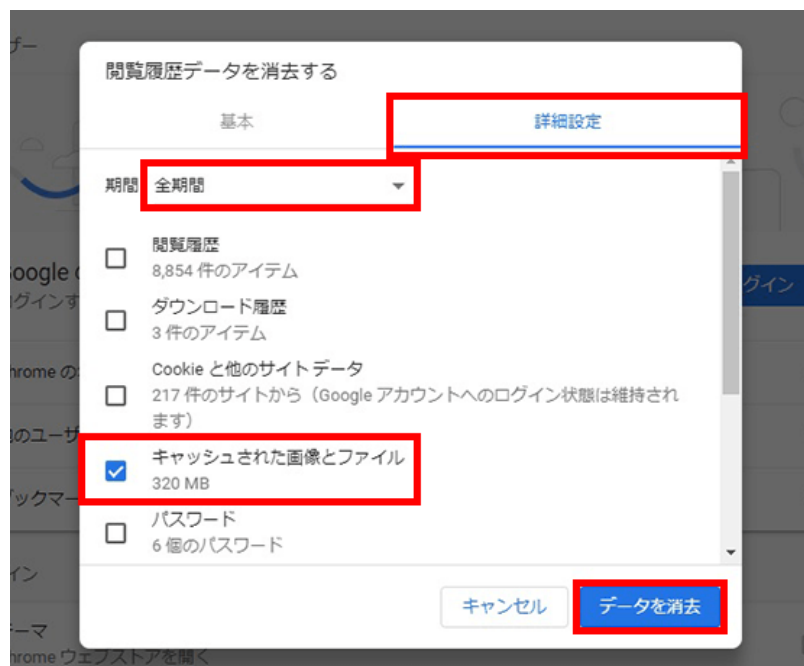 ザー
閲覧履歴データを消去する
基本
詳細設定
期間
全期間
閲覧履歴
8,854 件のアイテム
ダウンロード履歴
3 件のアイテム
Cookie と他のサイトデータ
217 件のサイトから（Google アカウントへのログイン状態は維持され
ます）
キャッシュされた画像とファイル
320 MB
パスワード
6 個のパスワード
キャンセル
データを消去
oogle
グインす
グイン
hrome の
他のユーザ
ブックマー
イン
テーマ
hrome ウェブストアを開く